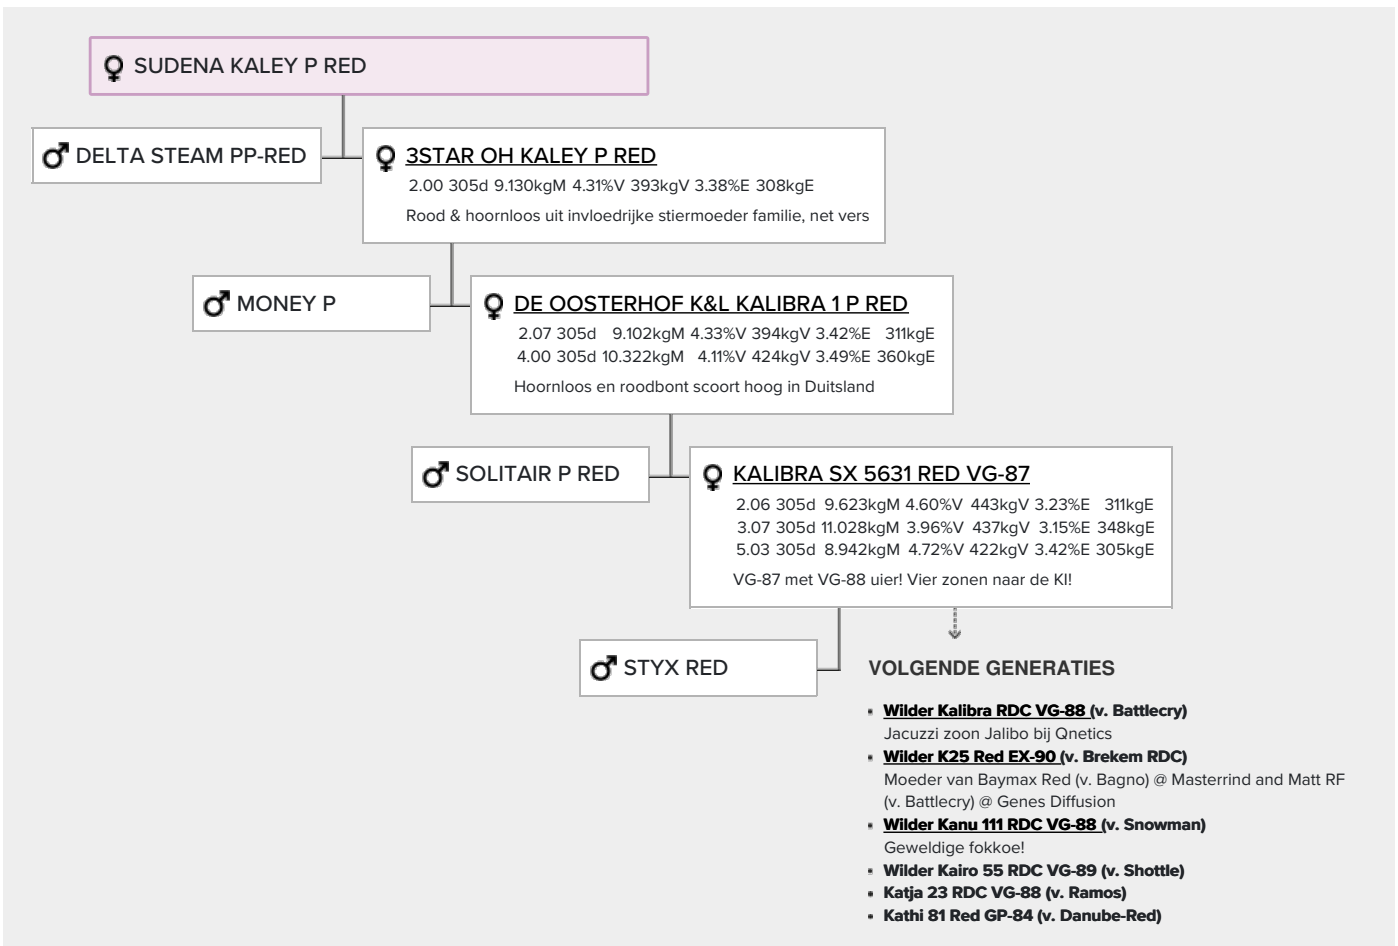 SUDENA KALEY P RED
DELTA STEAM PP-RED
3STAR OH KALEY P RED
2.00 305d 9.130kgM 4.31%V 393kgV 3.38%E 308kgE
Rood & hoornloos uit invloedrijke stiermoeder familie, net vers
MONEY P
DE OOSTERHOF K&L KALIBRA 1 P RED
2.07 305d 9.102kgM 4.33%V 394kgV 3.42%E 311kgE
4.00 305d 10.322kgM 4.11%V 424kgV 3.49%E 360kgE
Hoornloos en roodbont scoort hoog in Duitsland
SOLITAIR P RED
KALIBRA SX 5631 RED VG-87
2.06 305d 9.623kgM 4.60%V 443kgV 3.23%E 311kgE
3.07 305d 11.028kgM 3.96%V 437kgV 3.15%E 348kgE
5.03 305d 8.942kgM 4.72%V 422kgV 3.42%E 305kgE
VG-87 met VG-88 uier! Vier zonen naar de KI!
STYX RED
VOLGENDE GENERATIES
Wilder Kalibra RDC VG-88 (v. Battlecry)
Jacuzzi zoon Jalibo bij Qnetics
Wilder K25 Red EX-90 (v. Brekem RDC)
Moeder van Baymax Red (v. Bagno) @ Masterrind and Matt RF
(v. Battlecry) @ Genes Diffusion
Wilder Kanu 111 RDC VG-88 (v. Snowman)
Geweldige fokkoe!
Wilder Kairo 55 RDC VG-89 (v. Shottle)
Katja 23 RDC VG-88 (v. Ramos)
Kathi 81 Red GP-84 (v. Danube-Red)